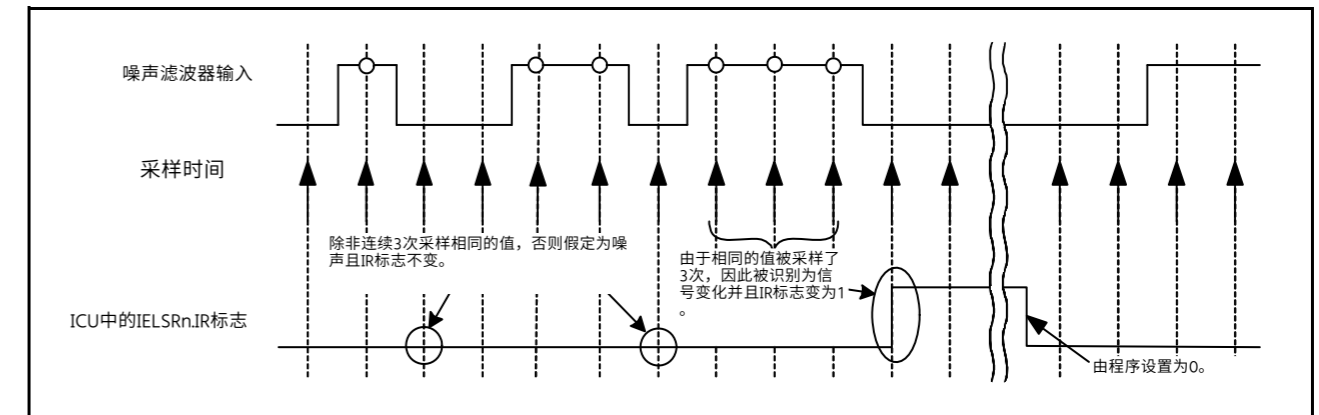 噪声滤波器输入
采样时间
除非连续3次采样相同的值，否则假定为噪
声且IR标志不变。
由于相同的值被采样了
3次，因此被识别为信
号变化并且IR标志变为1
。
ICU中的IELSRn.IR标志
由程序设置为0。